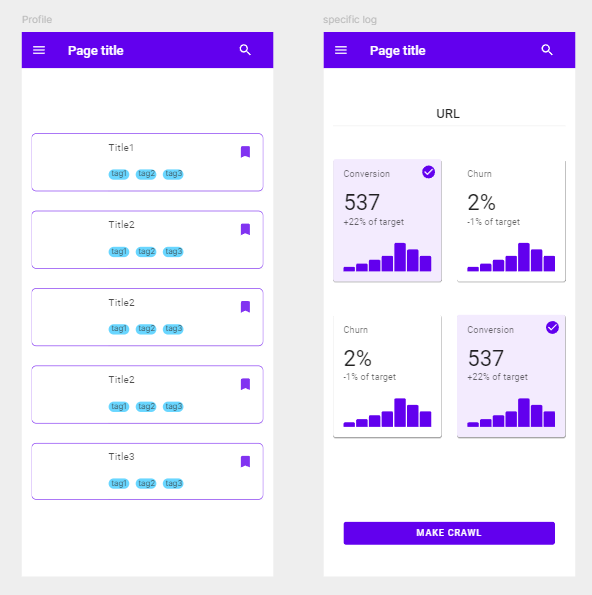 Profile
Page title
Title1
tag1 tag2 tag3
Title2
tag1 tag2 tag3
Title2
tag1 tag2 tag3
Title2
tag1 tag2 tag3
Title3
tag1 tag2 tag3
specific log
Page title
URL
Conversion
537
+22% of target
Churn
2%
-1% of target
Churn
2%
-1% of target
Conversion
537
+22% of target
MAKE CRAWL